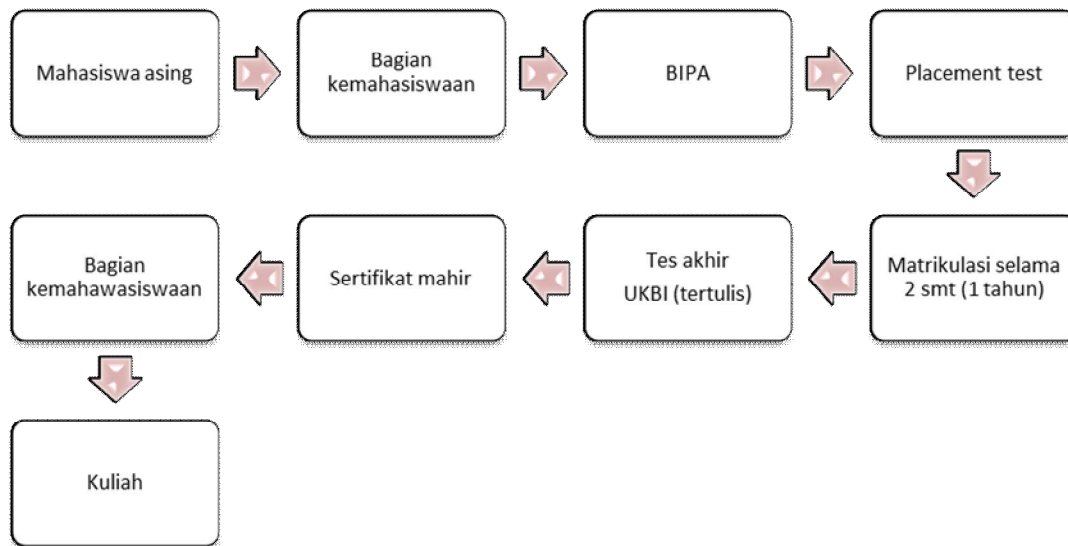 Mahasiswa asing
Bagian
kemahasiswaan
BIPA
Placement test
Matrikulasi selama
2 smt (1 tahun)
Tes akhir
UKBI (tertulis)
Sertifikat mahir
Bagian
kemahawasiswaan
Kuliah